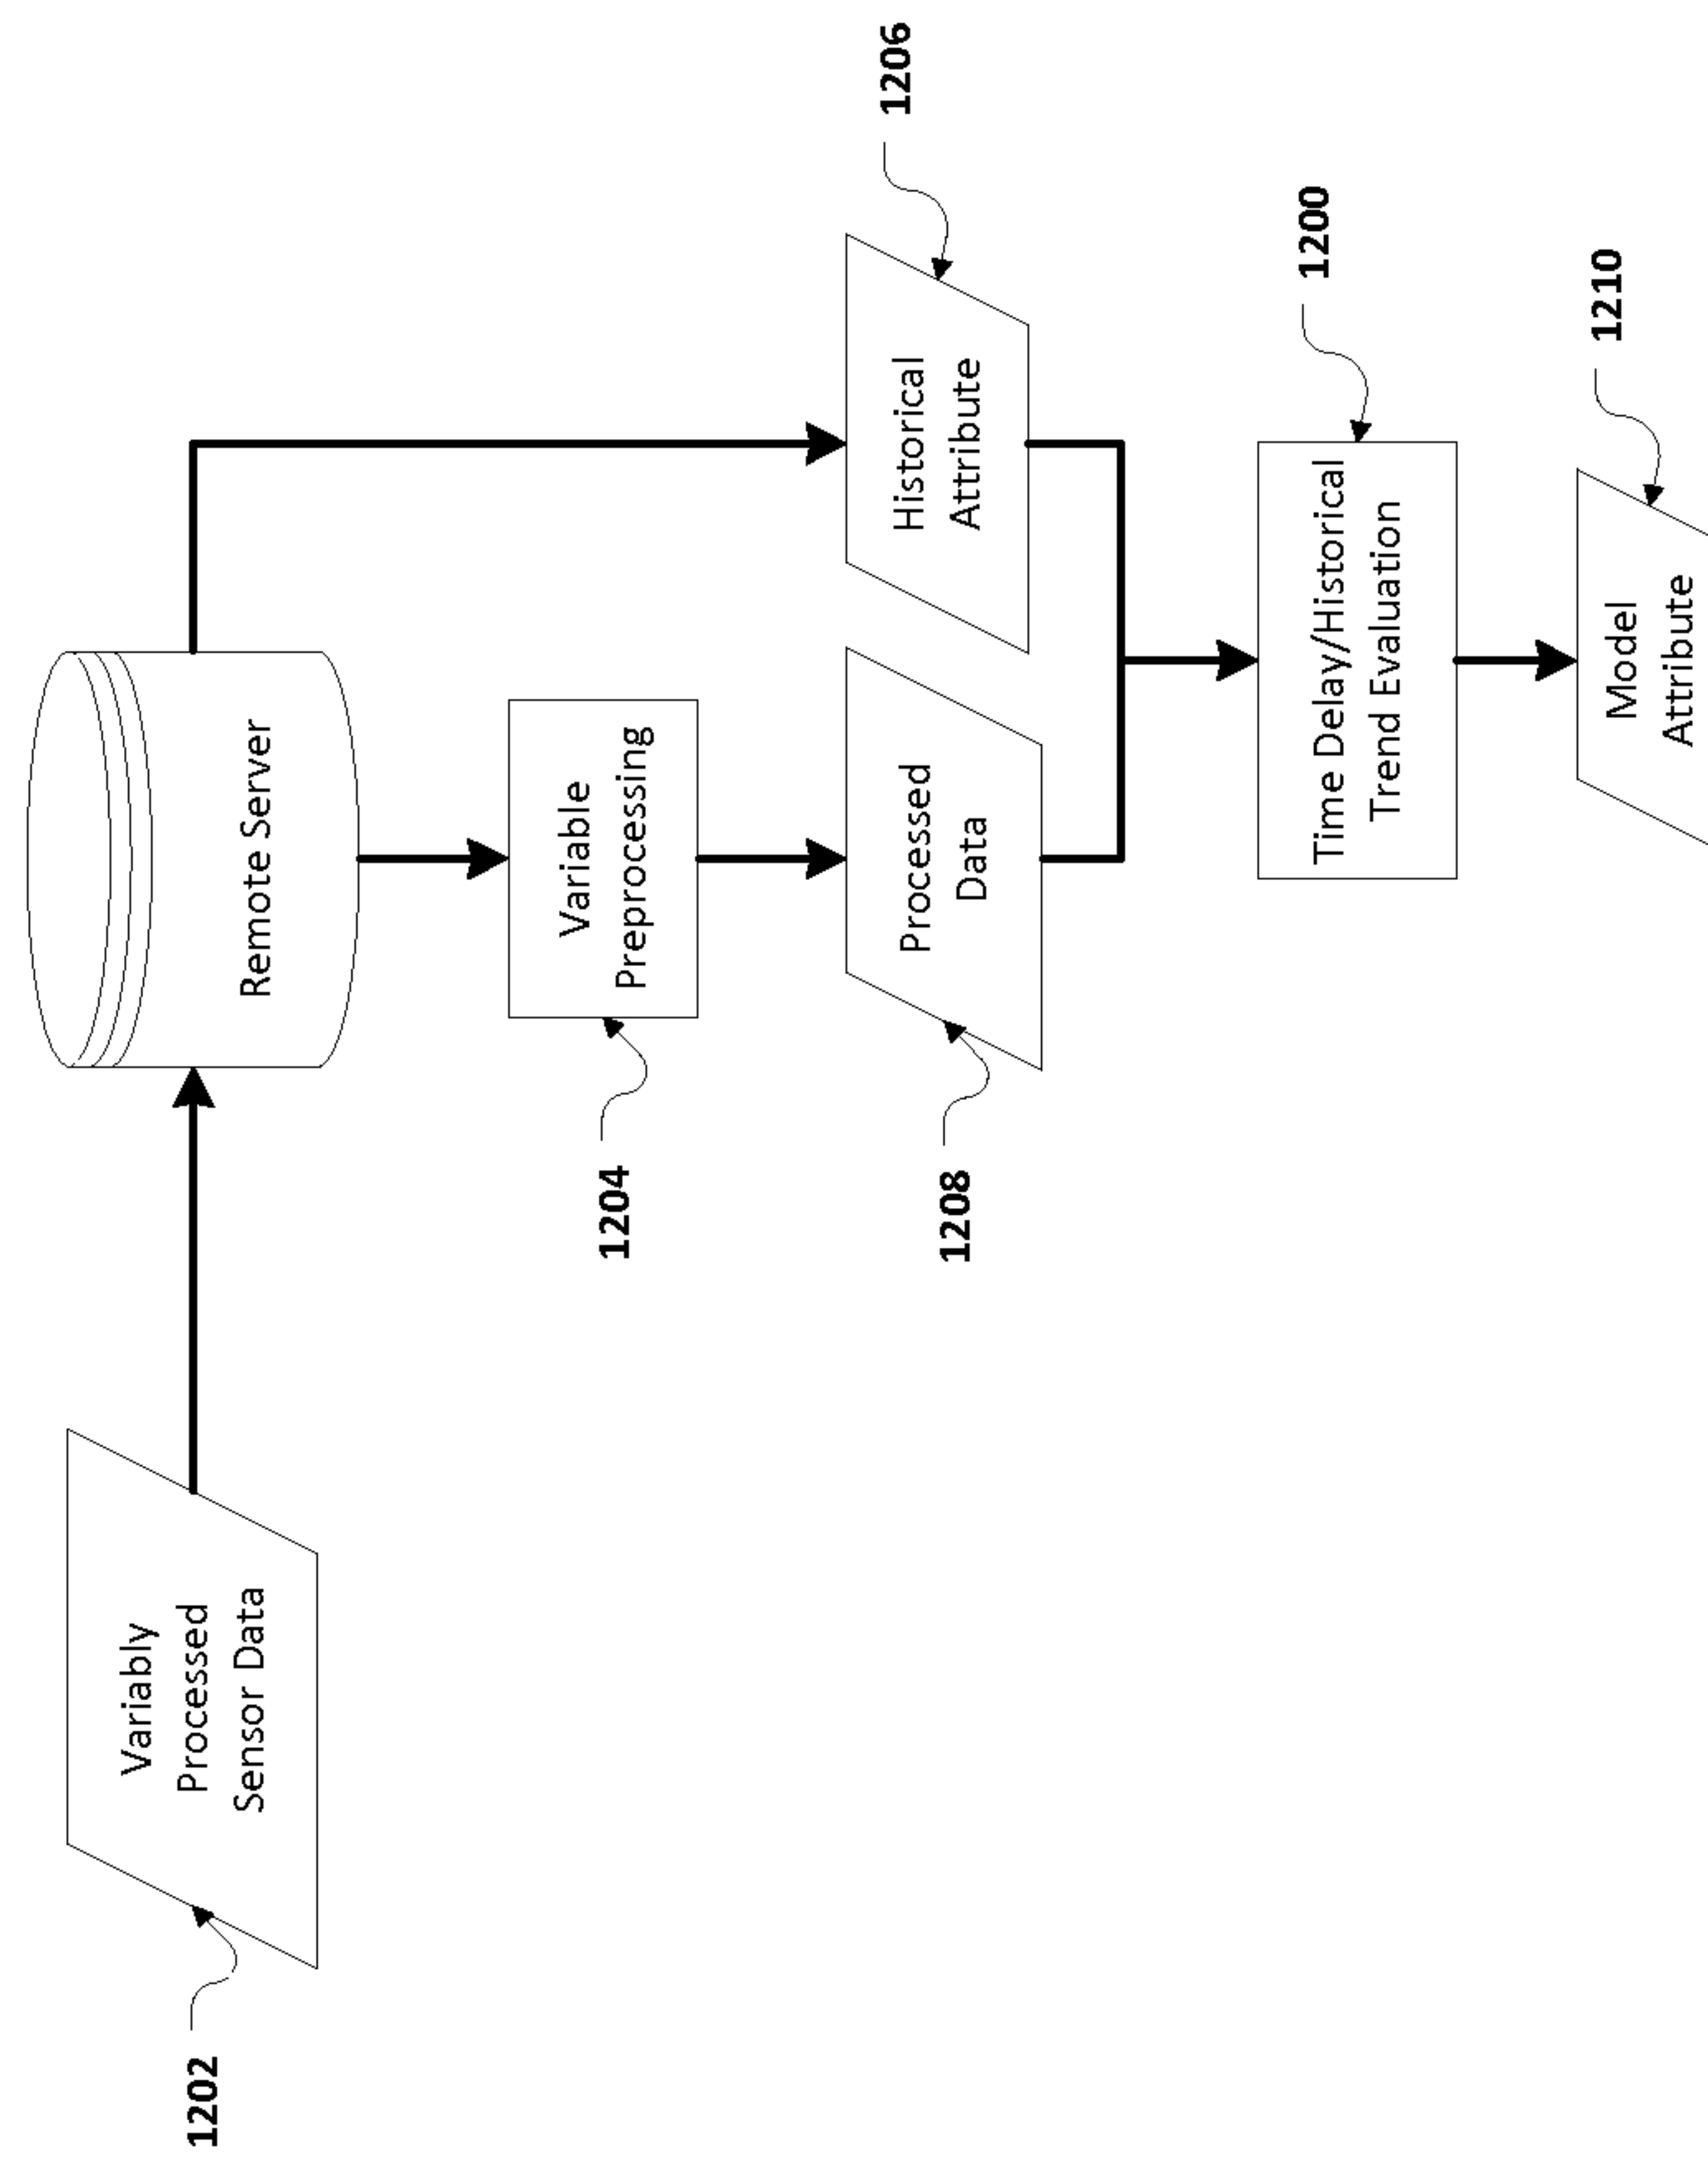 1202
Variably
Processed
Sensor Data
Remote Server
1204
Variable
Preprocessing
1208
Processed
Data
Historical
Attribute
1206
Time Delay/Historical
Trend Evaluation
1200
Model
Attribute
1210